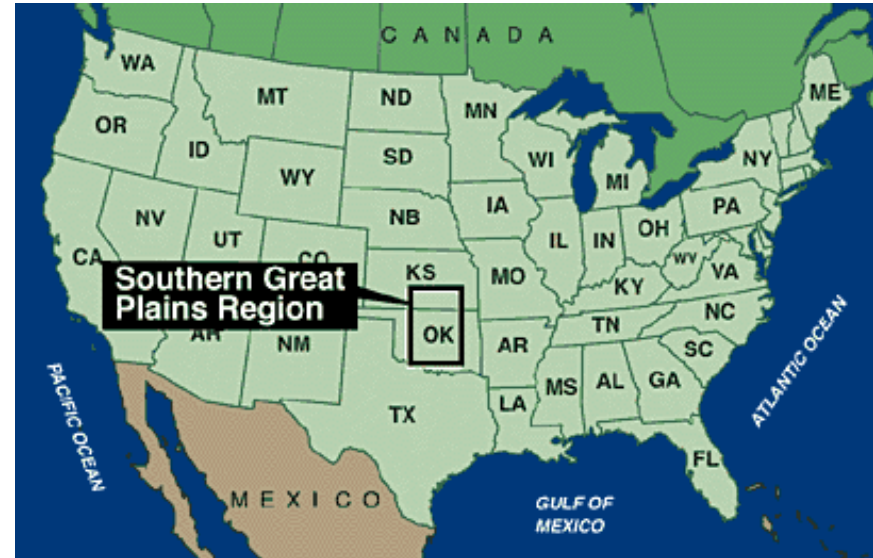 CANADA
WA
MT
ND
MN
ME
OR
ID
SD
WI
MI
NY
WY
NV
UT
NB
IA
PA
CA
CO
KS
IL
IN
OH
WV
VA
MO
KY
Southern Great
Plains Region
OK
AR
NM
AR
TN
NC
SC
TX
LA
MS
AL
GA
FL
PACIFIC OCEAN
ATLANTIC OCEAN
MEXICO
GULF OF
MEXICO